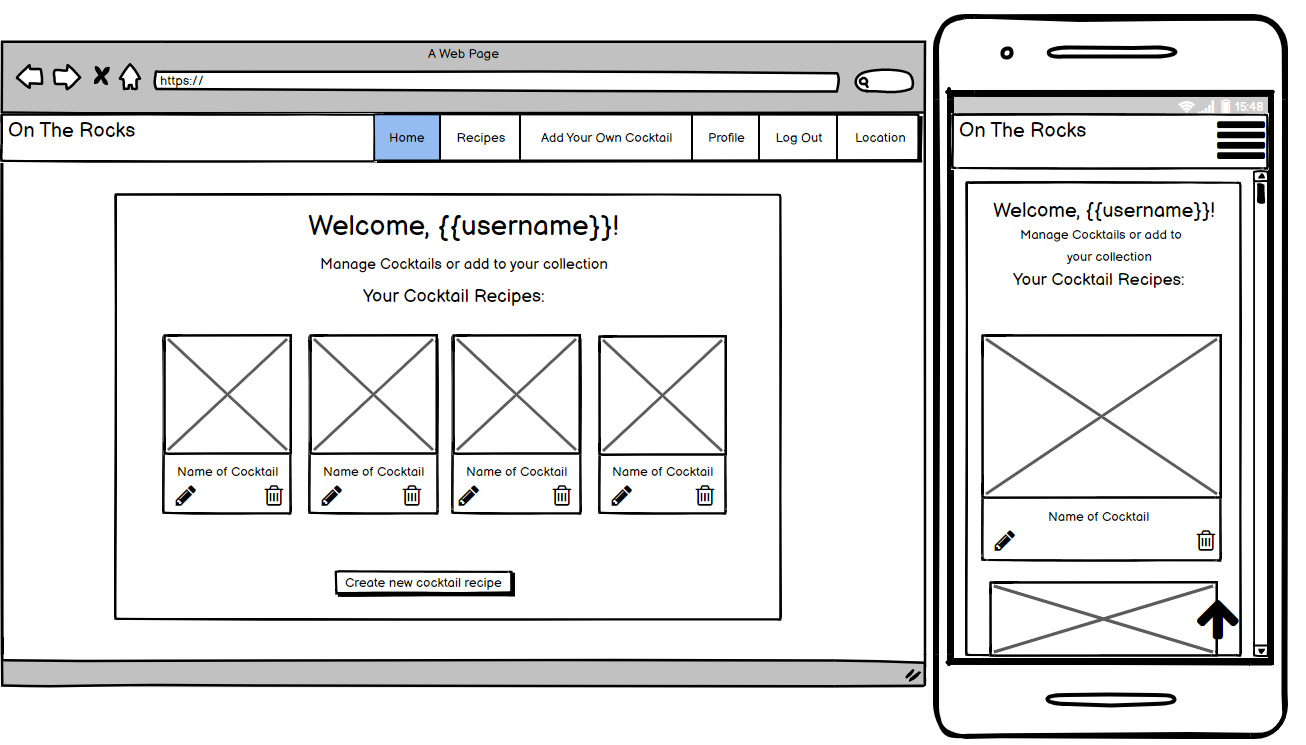 A Web Page
https://
On The Rocks
Home
Recipes
Add Your Own Cocktail
Profile
Log Out
Location
Welcome, {{username}}!
Manage Cocktails or add to your collection
Your Cocktail Recipes:
Name of Cocktail
Name of Cocktail
Name of Cocktail
Name of Cocktail
Create new cocktail recipe
15:48
On The Rocks
Welcome, {{username}}!
Manage Cocktails or add to
your collection
Your Cocktail Recipes:
Name of Cocktail